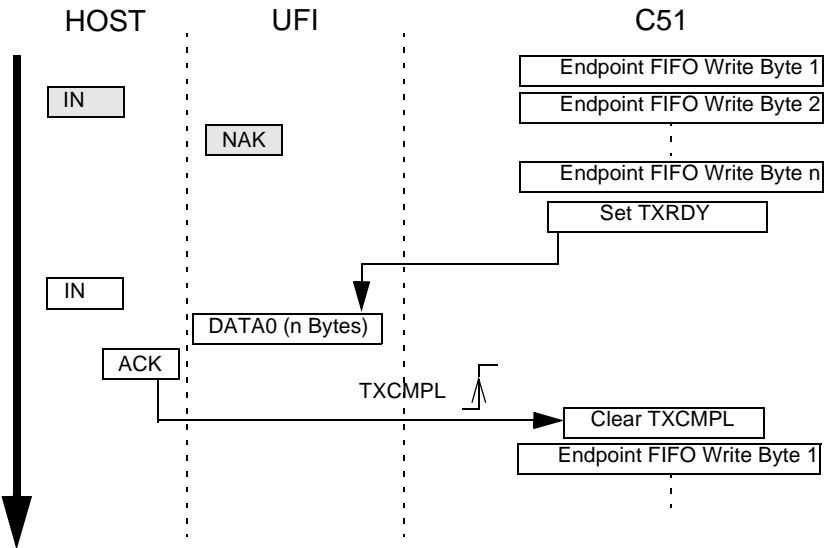 HOST UFI C51
Endpoint FIFO Write Byte 1
IN
Endpoint FIFO Write Byte 2
NAK
Endpoint FIFO Write Byte n
Set TXRDY
IN
DATA0 (n Bytes)
ACK
TXCMPL
Clear TXCMPL
Endpoint FIFO Write Byte 1